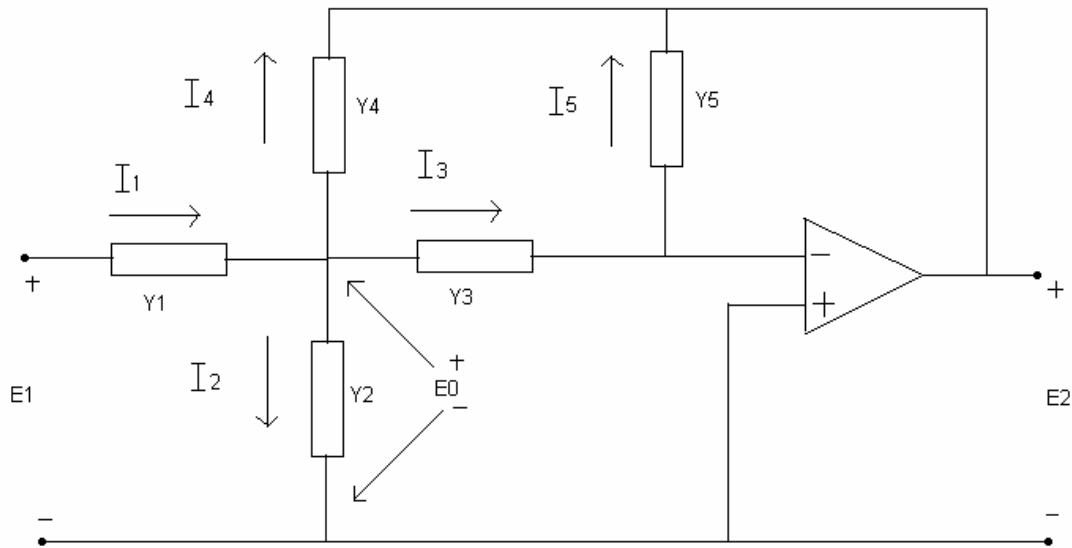 I4
Y4
I5
Y5
I1
I3
+
Y1
Y3
−
+
+
I2
Y2
+
E0
−
E1
E2
−
−